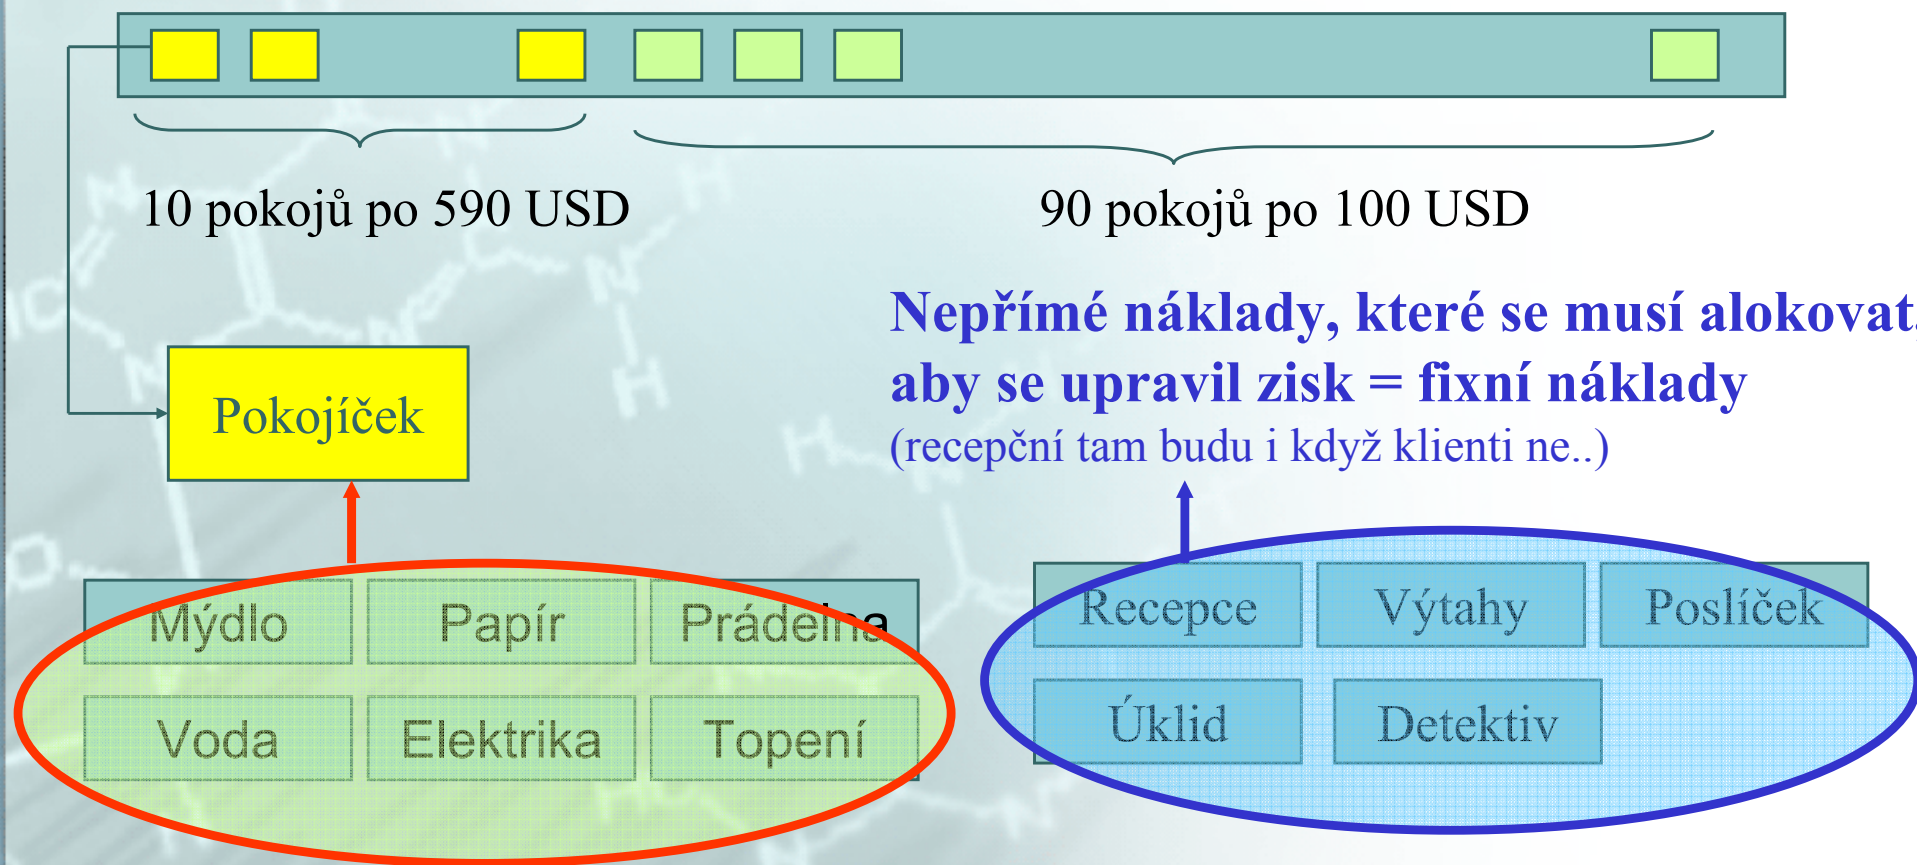 10 pokojů po 590 USD
90 pokojů po 100 USD
Nepřímé náklady, které se musí alokovat,
aby se upravil zisk = fixní náklady
(recepční tam budu i když klienti ne..)
Pokojíček
Mýdlo Papír Prádelna
Voda Elektrika Topení
Recepce Výtahy Poslíček
Úklid Detektiv